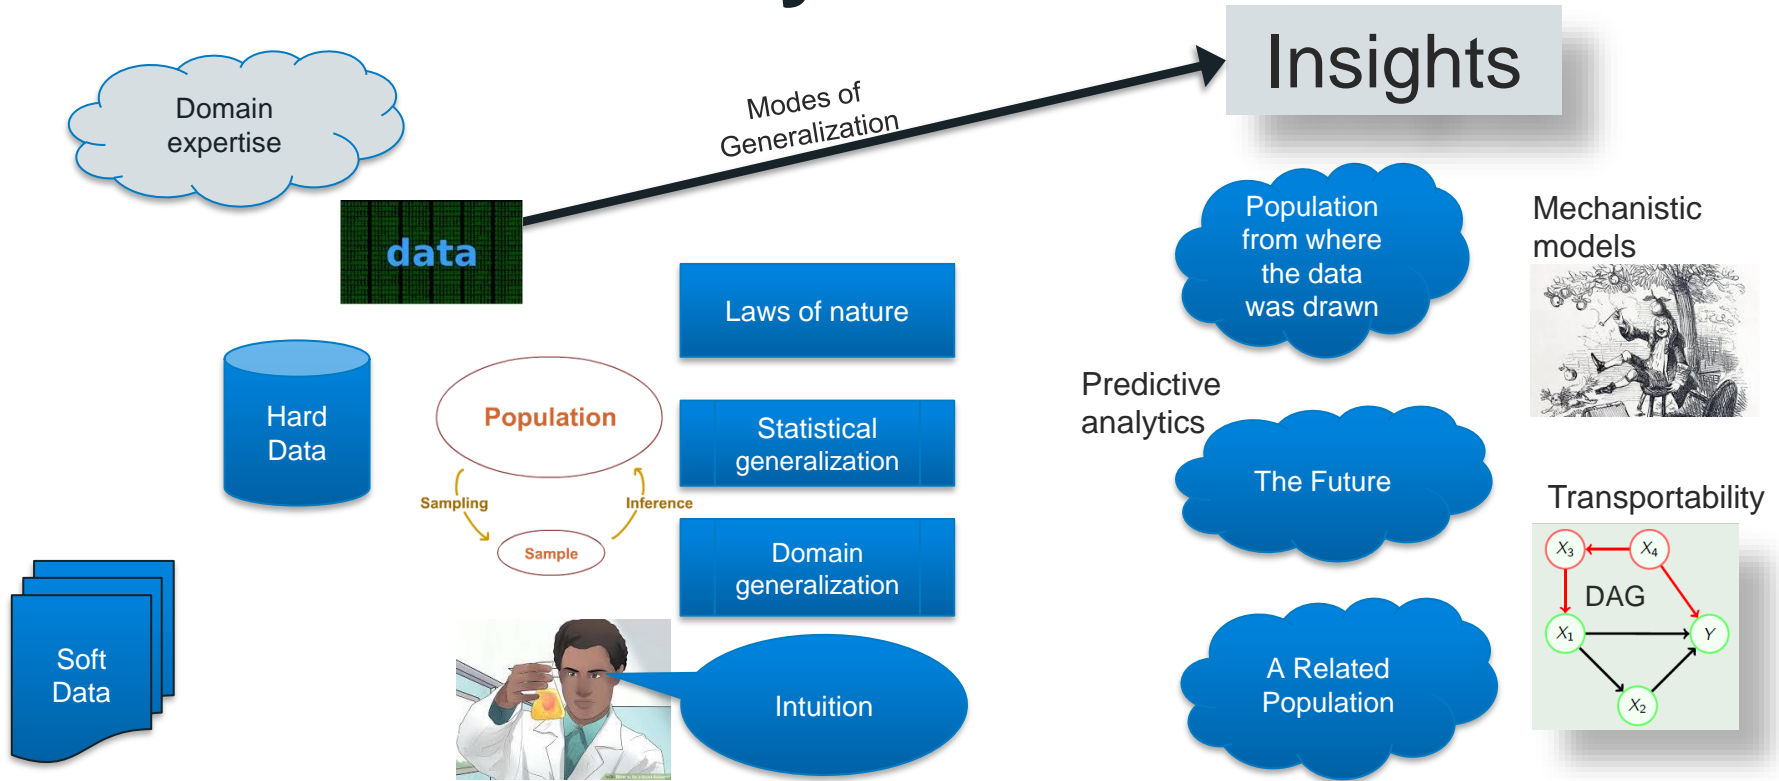 Insights
Domain
expertise
Modes of
Generalization
data
Population
from where
the data
was drawn
Mechanistic
models
Laws of nature
Hard
Data
Population
Sampling
Inference
Sample
Statistical
generalization
Predictive
analytics
The Future
Transportability
Domain
generalization
X3
X4
DAG
X1
Y
X2
Soft
Data
Intuition
A Related
Population